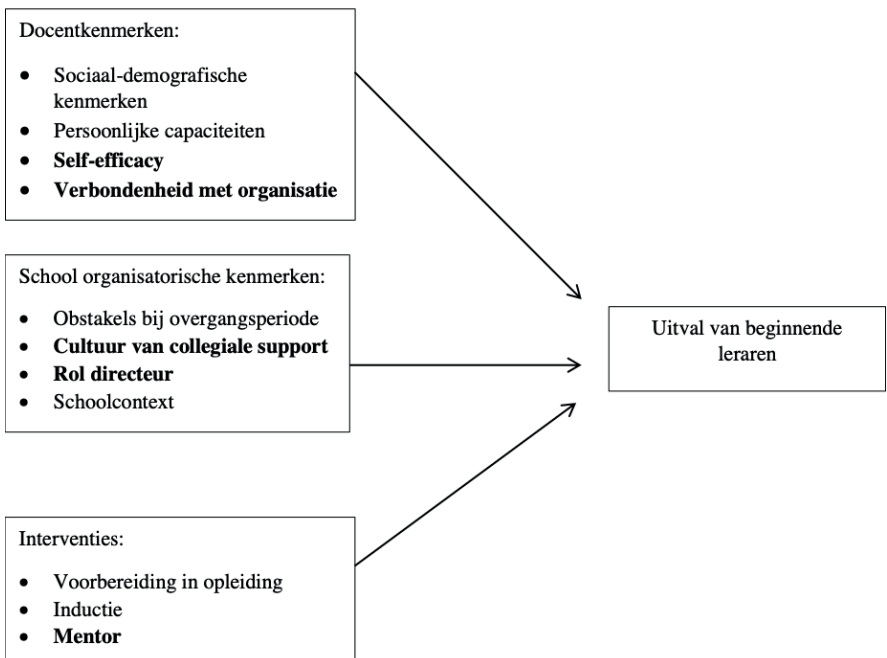 Docentkenmerken:
• Sociaal-demografische
kenmerken
• Persoonlijke capaciteiten
• Self-efficacy
• Verbondenheid met organisatie
School organisatorische kenmerken:
• Obstakels bij overgangsperiode
• Cultuur van collegiale support
• Rol directeur
• Schoolcontext
Interventies:
• Voorbereiding in opleiding
• Inductie
• Mentor
Uitval van beginnende
leraren